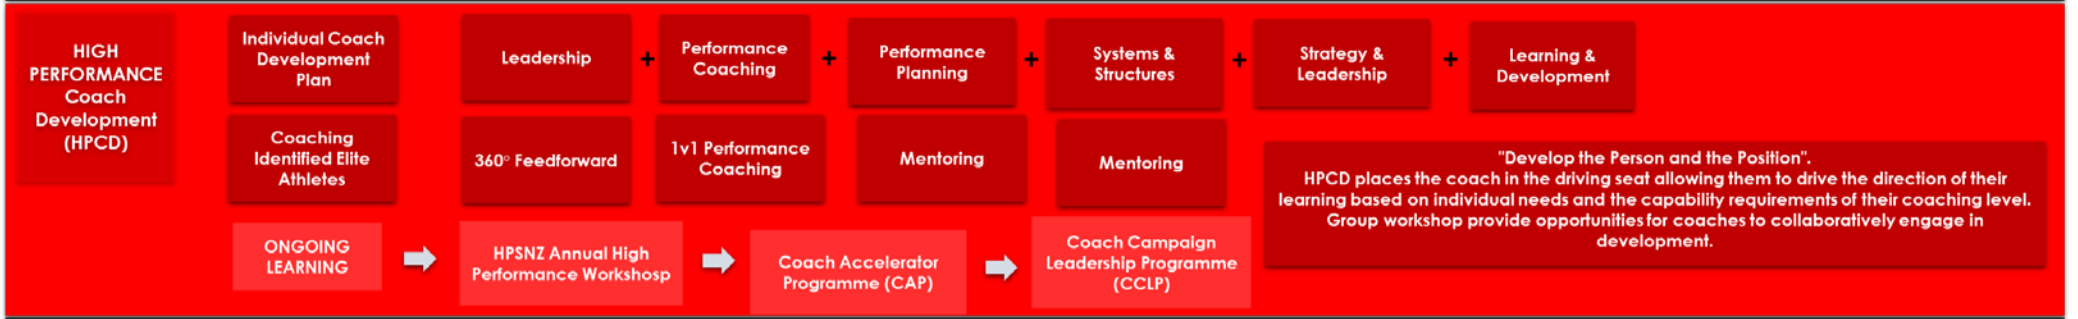 HIGH
PERFORMANCE
Coach
Development
(HPCD)
Individual Coach
Development
Plan
Leadership
+
Performance
Coaching
+
Performance
Planning
+
Systems &
Structures
+
Strategy &
Leadership
+
Learning &
Development
Coaching
Identified Elite
Athletes
360° Feedforward
1v1 Performance
Coaching
Mentoring
Mentoring
"Develop the Person and the Position".
HPCD places the coach in the driving seat allowing them to drive the direction of their
learning based on individual needs and the capability requirements of their coaching level.
Group workshop provide opportunities for coaches to collaboratively engage in
development.
ONGOING
LEARNING
HPSNZ Annual High
Performance Workshosp
Coach Accelerator
Programme (CAP)
Coach Campaign
Leadership Programme
(CCLP)